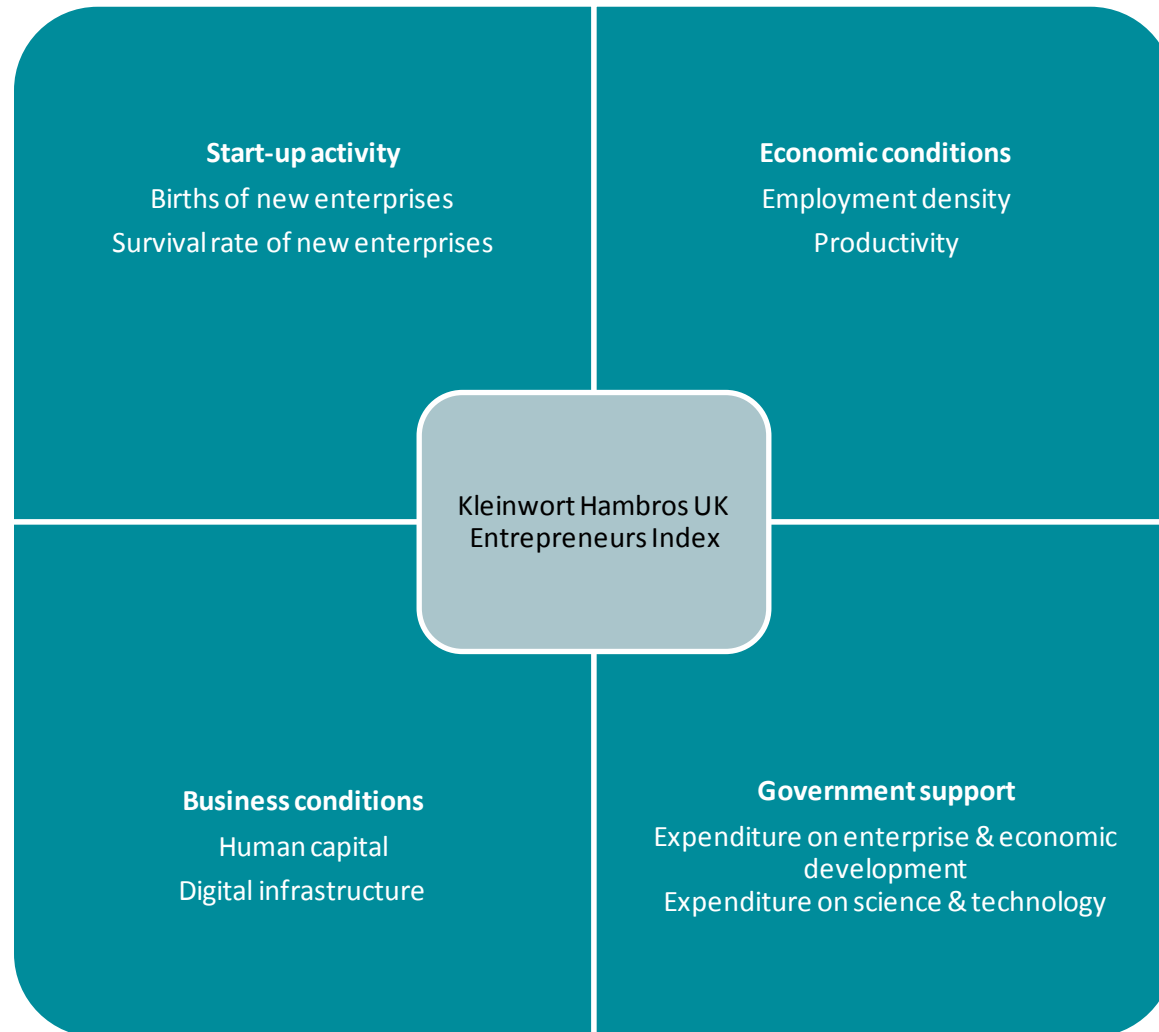 Start-up activity
Births of new enterprises
Survival rate of new enterprises
Economic conditions
Employment density
Productivity
Kleinwort Hambros UK
Entrepreneurs Index
Business conditions
Human capital
Digital infrastructure
Government support
Expenditure on enterprise & economic
development
Expenditure on science & technology